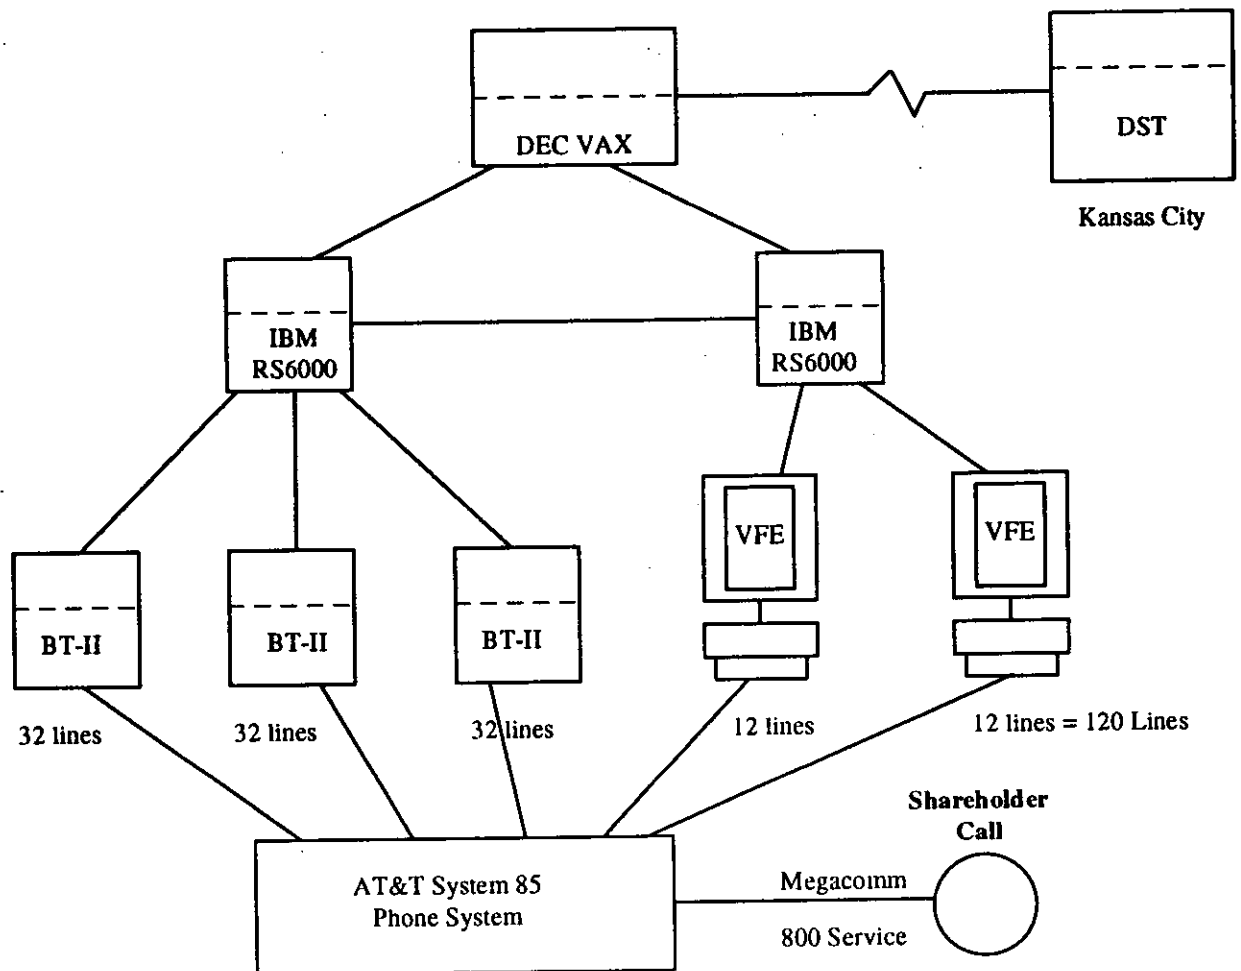 DEC VAX
DST
Kansas City
IBM
RS6000
IBM
RS6000
VFE
VFE
BT-II
BT-II
BT-II
32 lines
32 lines
32 lines
12 lines
12 lines = 120 Lines
Shareholder
Call
AT&T System 85
Phone System
Megacomm
800 Service